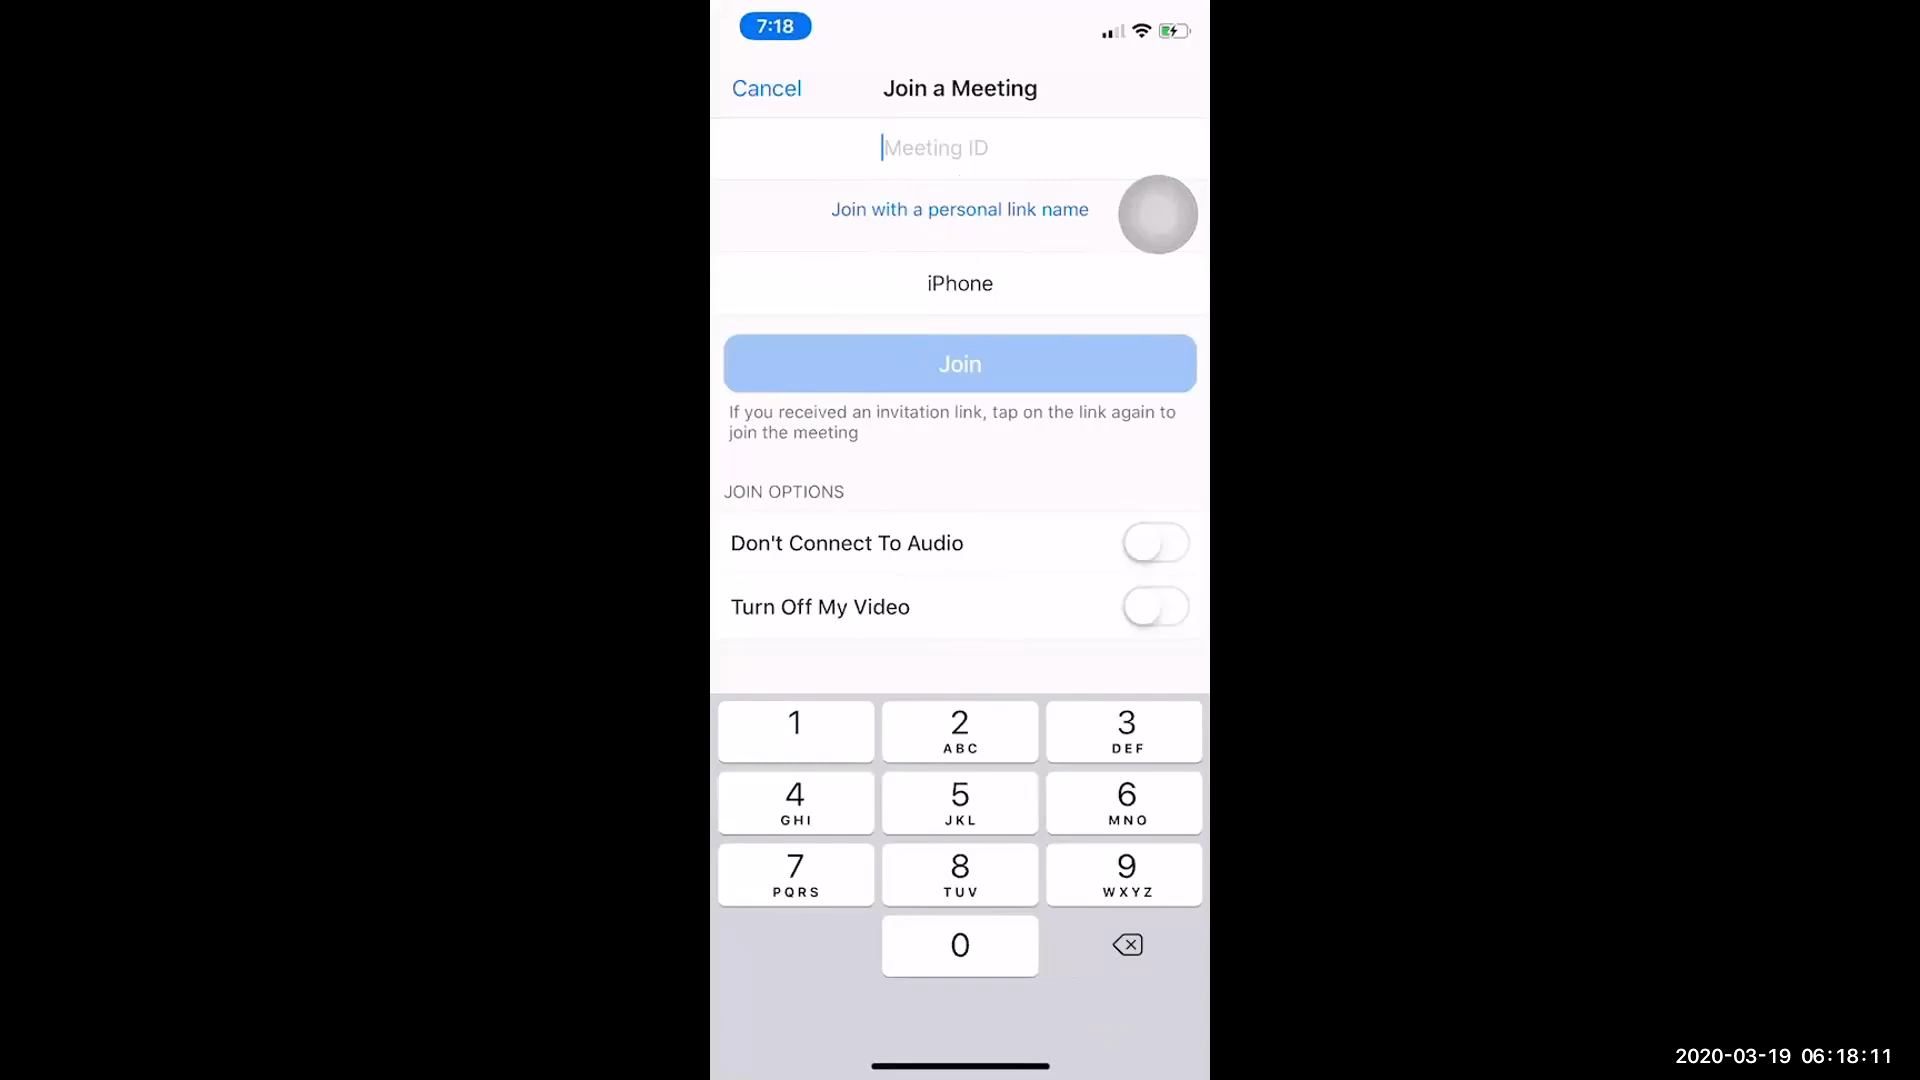 7:18
Cancel
Join a Meeting
Meeting ID
Join with a personal link name
iPhone
Join
If you received an invitation link, tap on the link again to
join the meeting
JOIN OPTIONS
Don't Connect To Audio
Turn Off My Video
1
2
ABC
3
DEF
4
GHI
5
JKL
6
MNO
7
PQRS
8
TUV
9
WXYZ
0
2020-03-19 06:18:11